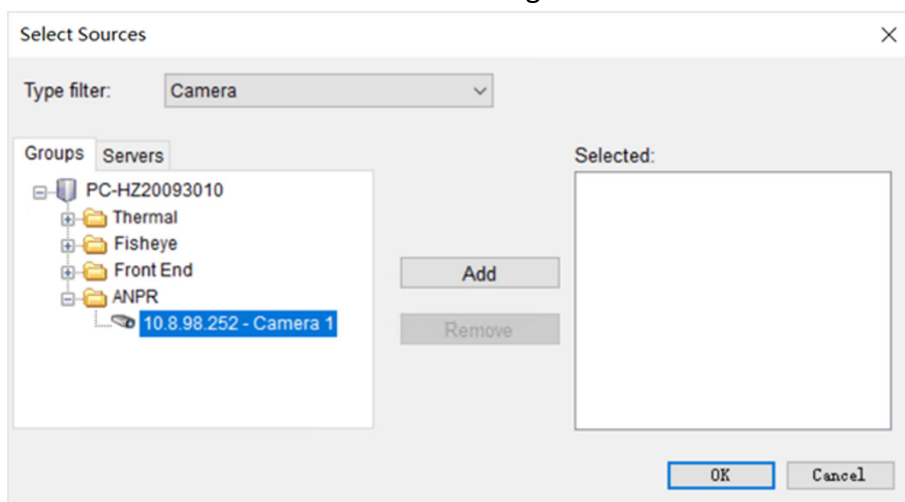 Select Sources
Type filter: Camera
Groups Servers
Selected:
PC-HZ20093010
Thermal
Fisheye
Front End
ANPR
10.8.98.252 - Camera 1
Add
Remove
OK Cancel